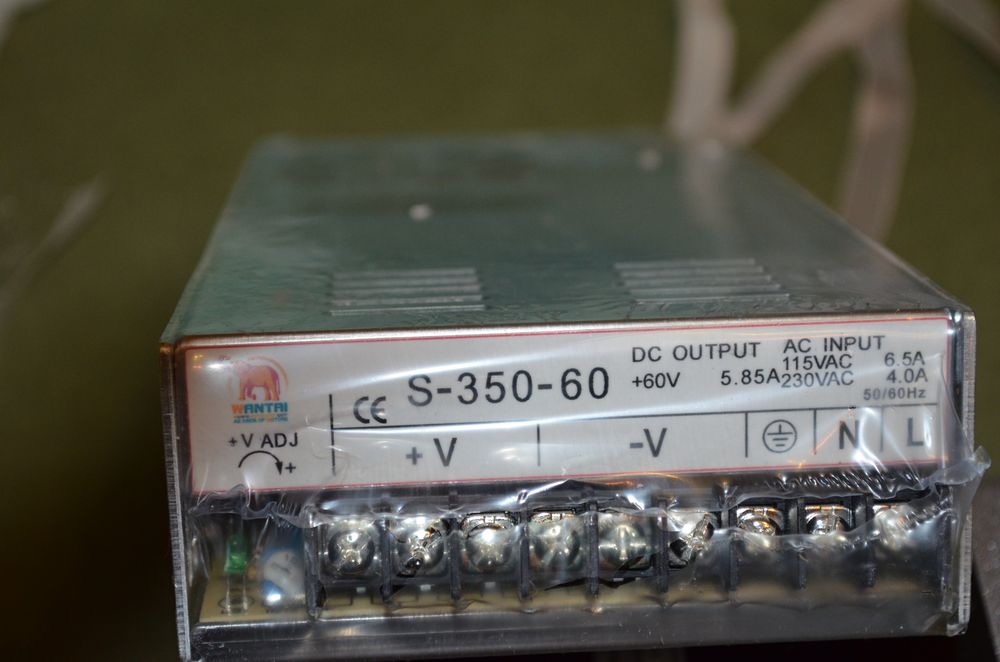 WANTAI
+V ADJ
+
CE
S-350-60
DC OUTPUT
+60V 5.85A
AC INPUT
115VAC 6.5A
230VAC 4.0A
50/60Hz
+V
-V
N
L